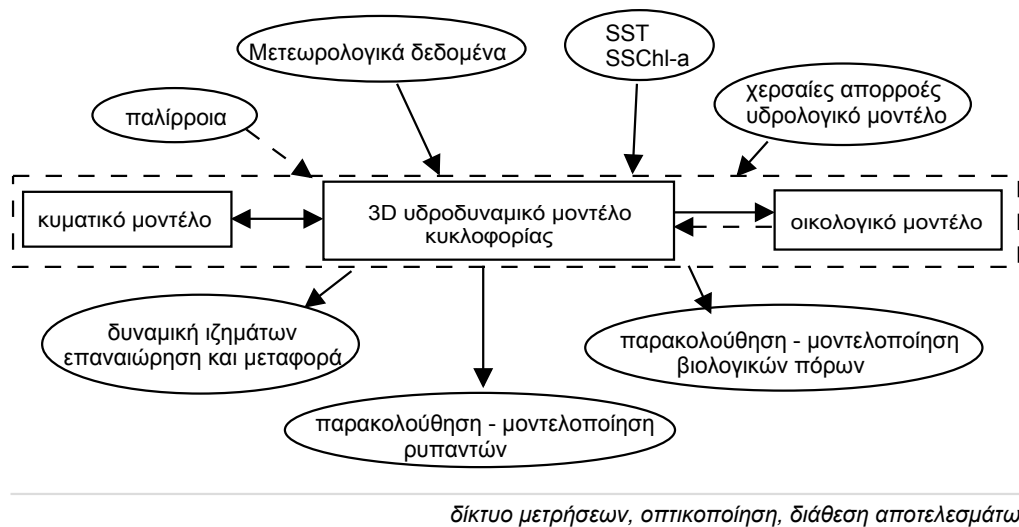 Μετεωρολογικά δεδομένα
SST
SSChl-a
παλίρροια
χερσαίες απορροές
υδρολογικό μοντέλο
κυματικό μοντέλο
3D υδροδυναμικό μοντέλο
κυκλοφορίας
οικολογικό μοντέλο
δυναμική ιζημάτων
επαναιώρηση και μεταφορά
παρακολούθηση - μοντελοποίηση
βιολογικών πόρων
παρακολούθηση - μοντελοποίηση
ρυπαντών
δίκτυο μετρήσεων, οπτικοποίηση, διάθεση αποτελεσμάτω